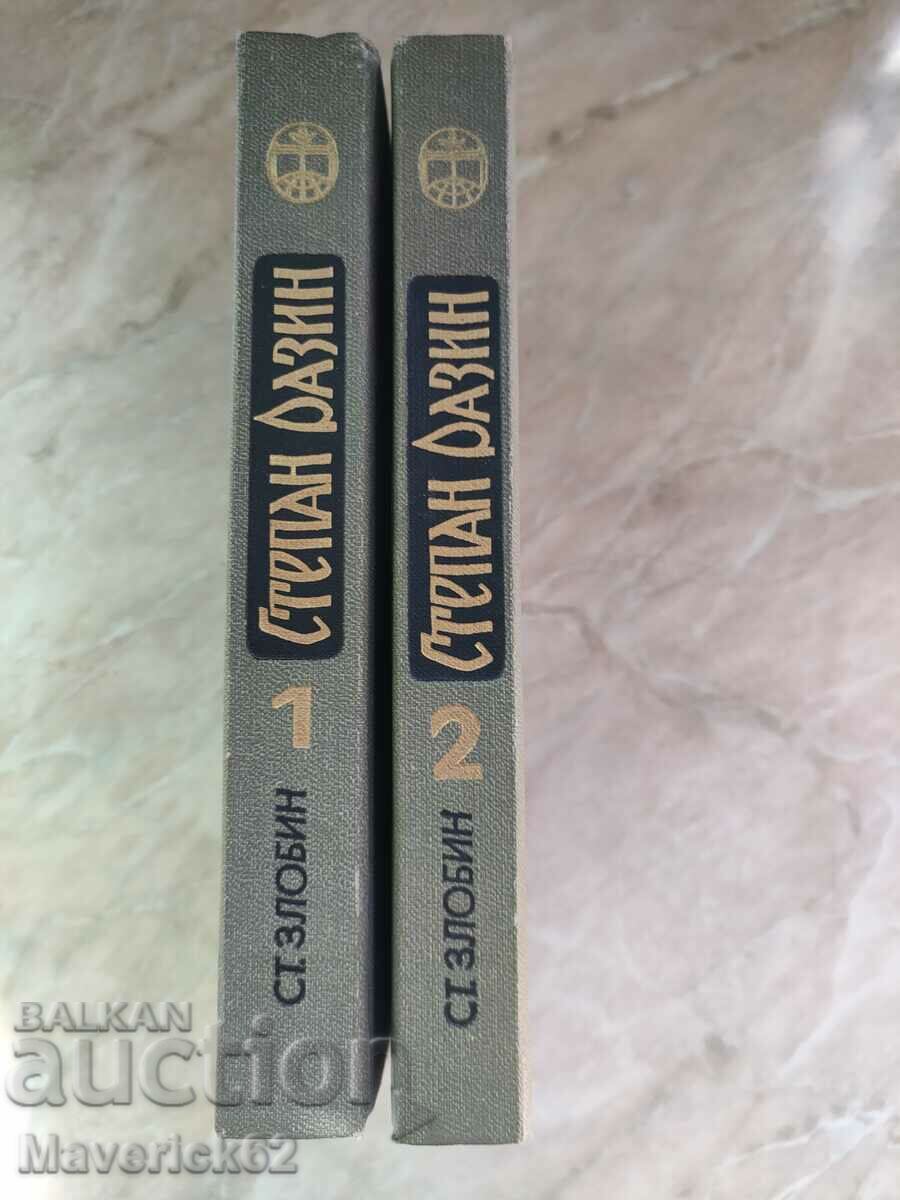 СТЕПАН РАЗИН
1
СТ. ЗЛОБИН
СТЕПАН РАЗИН
2
СТ. ЗЛОБИН
BALKAN
auction
Maverick62